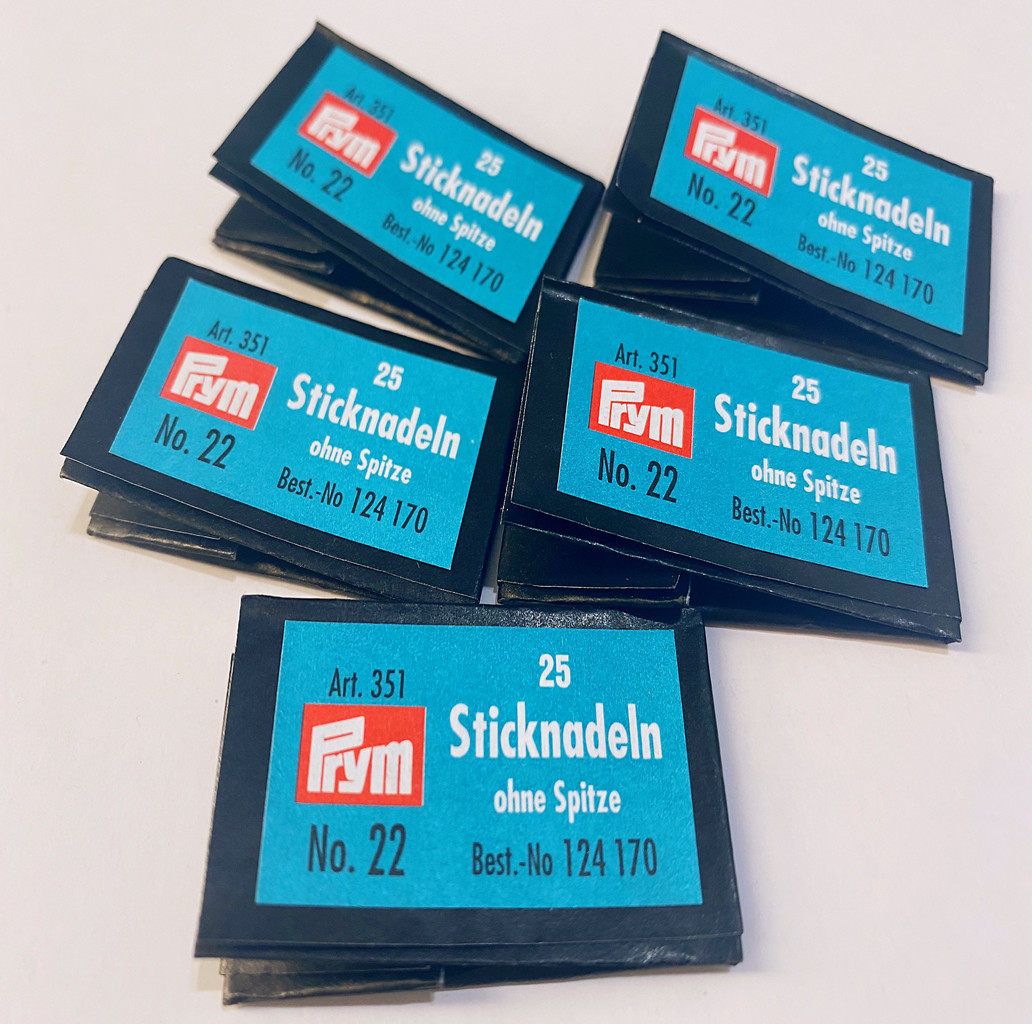 Art. 351
Prym
No. 22
25
Sticknadeln
ohne Spitze
Best.-No 124 170
Art. 351
Prym
No. 22
25
Sticknadeln
ohne Spitze
Best.-No 124 170
Art. 351
Prym
No. 22
25
Sticknadeln
ohne Spitze
Best.-No 124 170
Art. 351
Prym
No. 22
25
Sticknadeln
ohne Spitze
Best.-No 124 170
Art. 351
Prym
No. 22
25
Sticknadeln
ohne Spitze
Best.-No 124 170